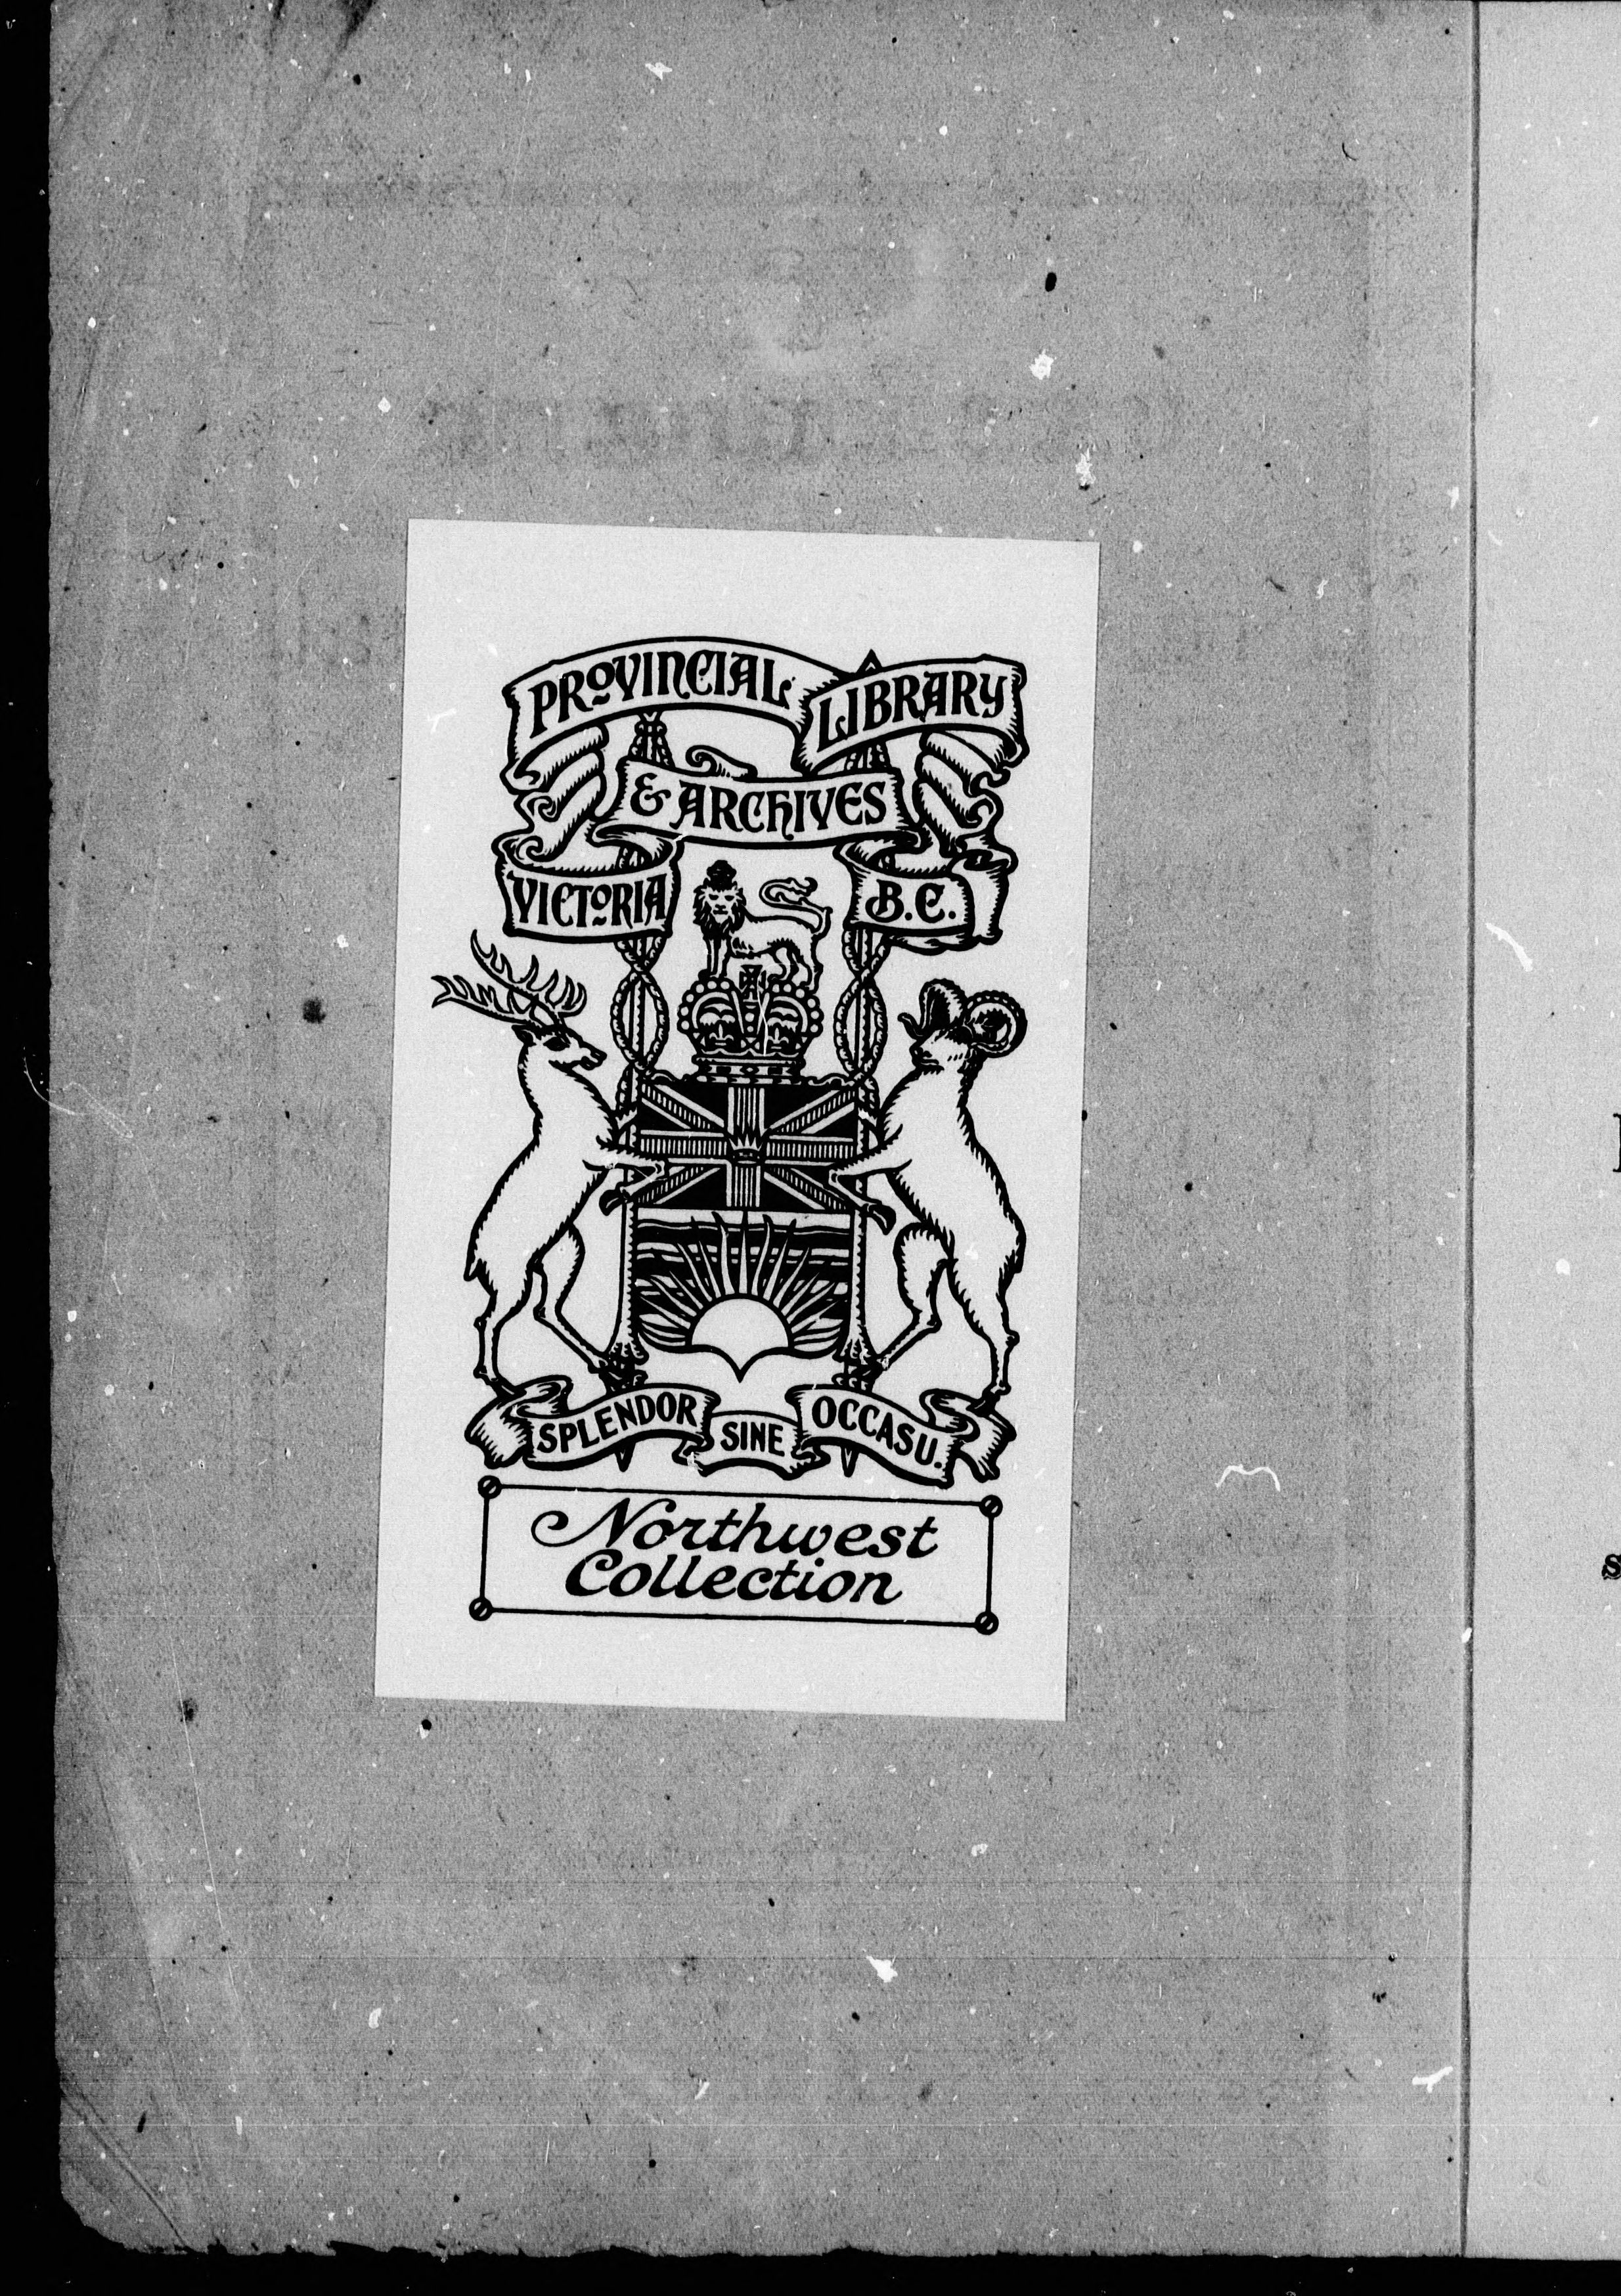 PROVINCIAL LIBRARY
& ARCHIVES
VICTORIA B.C.
SPLENDOR SINE OCCASU.
Northwest
Collection